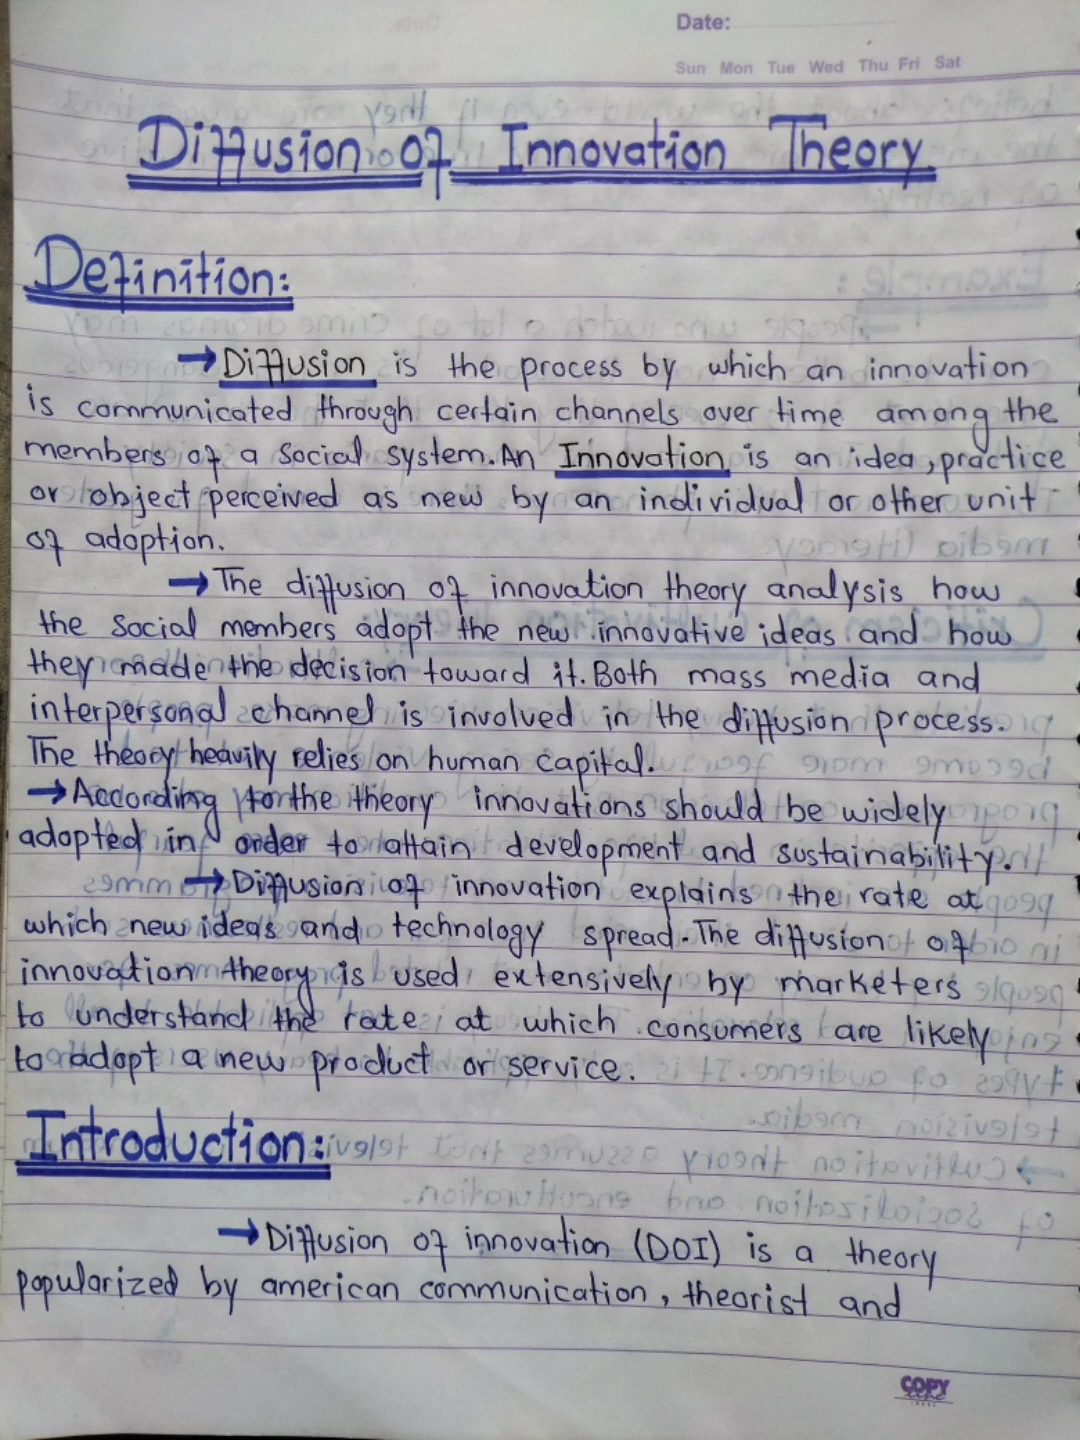 Date:
Sun Mon Tue Wed Thu Fri Sat
Diffusion of Innovation Theory
Definition:
→ Diffusion is the process by which an innovation
is communicated through certain channels over time among the
members of a Social system. An Innovation is an idea, practice
or object perceived as new by an individual or other unit
of adoption.
→ The diffusion of innovation theory analysis how
the Social members adopt the new innovative ideas and how
they made the decision toward it. Both mass media and
interpersonal channel is involved in the diffusion process.
The theory heavily relies on human capital.
→ According to the theory innovations should be widely
adopted in order to attain development and sustainability.
→ Diffusion of innovation explains the rate at
which new ideas and technology spread. The diffusion of
innovation theory is used extensively by marketers
to understand the rate at which consumers are likely
to adopt a new product or service.
Introduction:
→ Diffusion of innovation (DOI) is a theory
popularized by american communication, theorist and
COPY